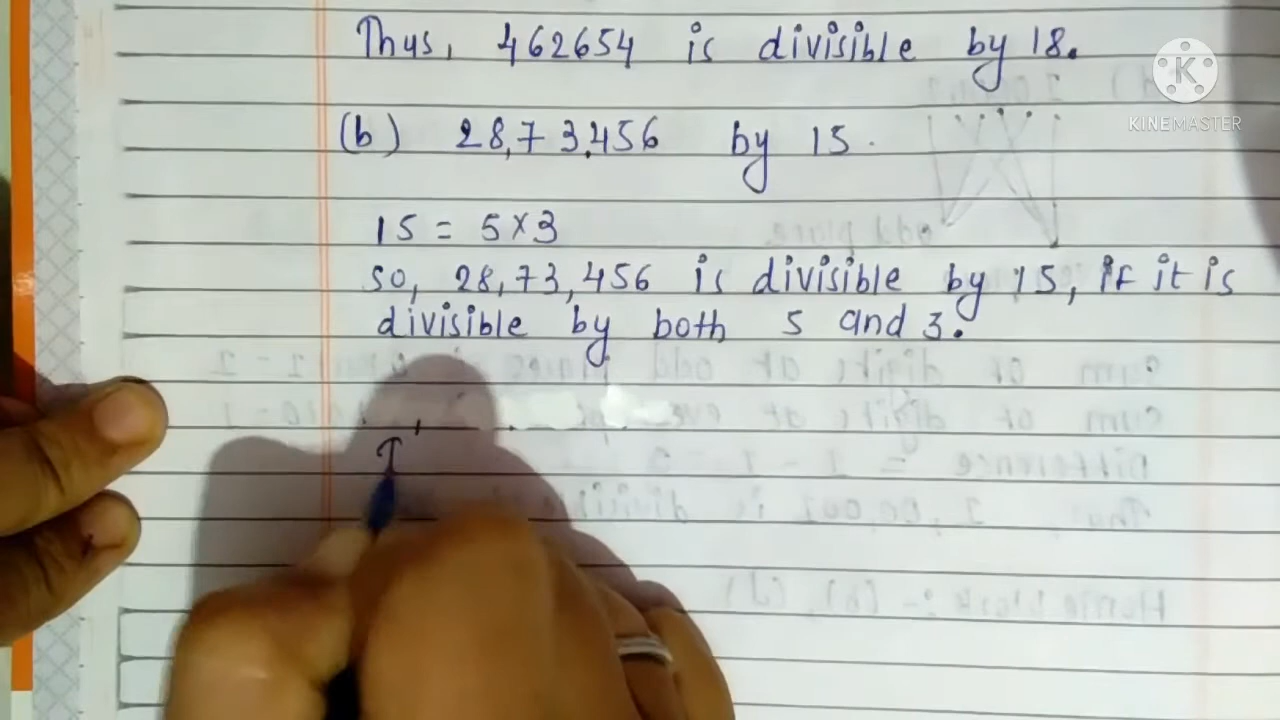 Thus, 462654 is divisible by 18.
KINEMASTER
(b) 28,73,456 by 15.
15 = 5×3
so, 28,73,456 is divisible by 15, if it is
divisible by both 5 and 3.